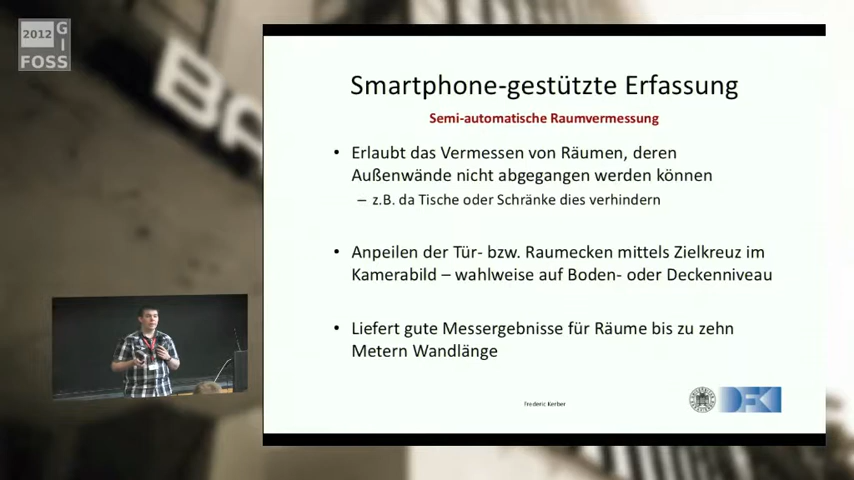 2012
G
I
FOSS
BA
Smartphone-gestützte Erfassung
Semi-automatische Raumvermessung
• Erlaubt das Vermessen von Räumen, deren
Außenwände nicht abgegangen werden können
– z.B. da Tische oder Schränke dies verhindern
• Anpeilen der Tür- bzw. Raumecken mittels Zielkreuz im
Kamerabild – wahlweise auf Boden- oder Deckenniveau
• Liefert gute Messergebnisse für Räume bis zu zehn
Metern Wandlänge
Frederic Kerber
DFKI